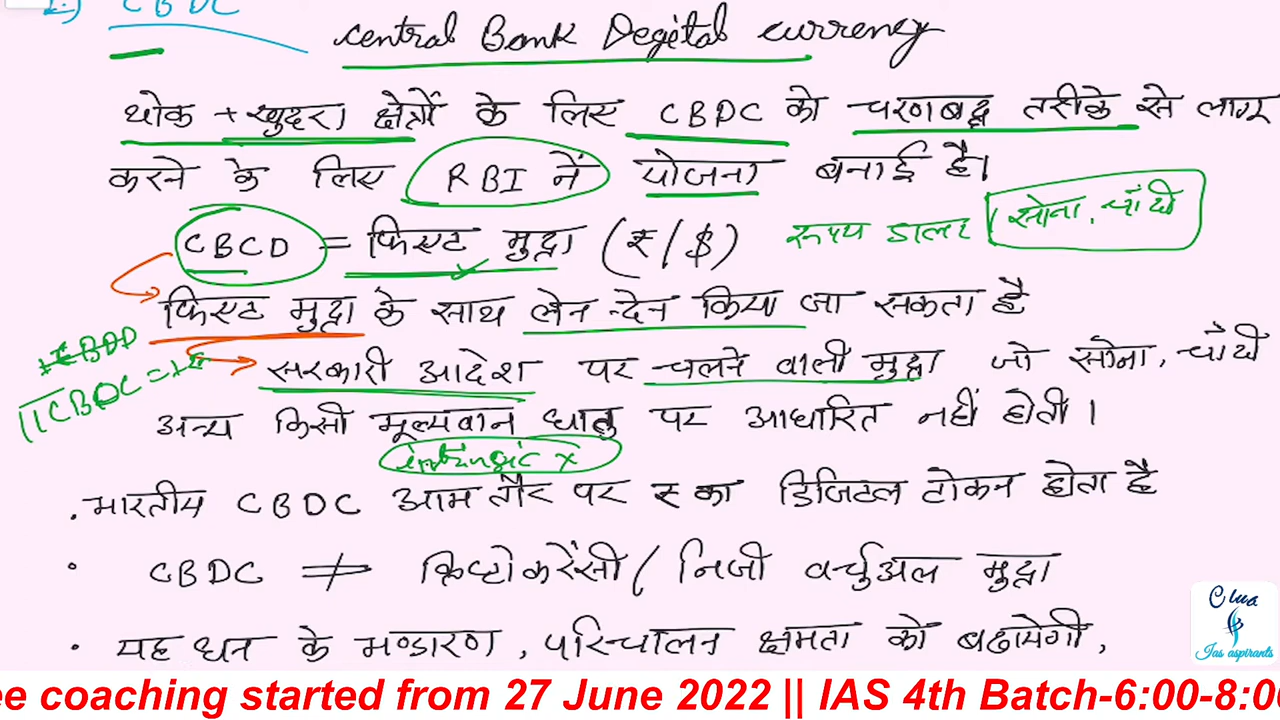 CBDC
central Bank Degital currency
थोक + खुदरा क्षेत्रों के लिए CBDC को चरणबद्ध तरीके से लागू
करने के लिए RBI नें योजना बनाई है।
CBCD = फिएट मुद्रा (₹/$) रूपय डालर सोना, चाँदी
फिएट मुद्रा के साथ लेन-देन किया जा सकता है
सरकारी आदेश पर चलने वाली मुद्रा जो सोना, चाँदी
अन्य किसी मूल्यवान धातु पर आधारित नहीं होती।
intringic x
. भारतीय CBDC आम तौर पर ₹ का डिजिटल टोकन होता है
• CBDC ≠ क्रिप्टोकरेंसी / निजी वर्चुअल मुद्रा
• यह धन के भण्डारण, परिचालन क्षमता को बढायेगी,
Clue
Ias aspirants
ee coaching started from 27 June 2022 || IAS 4th Batch-6:00-8:00